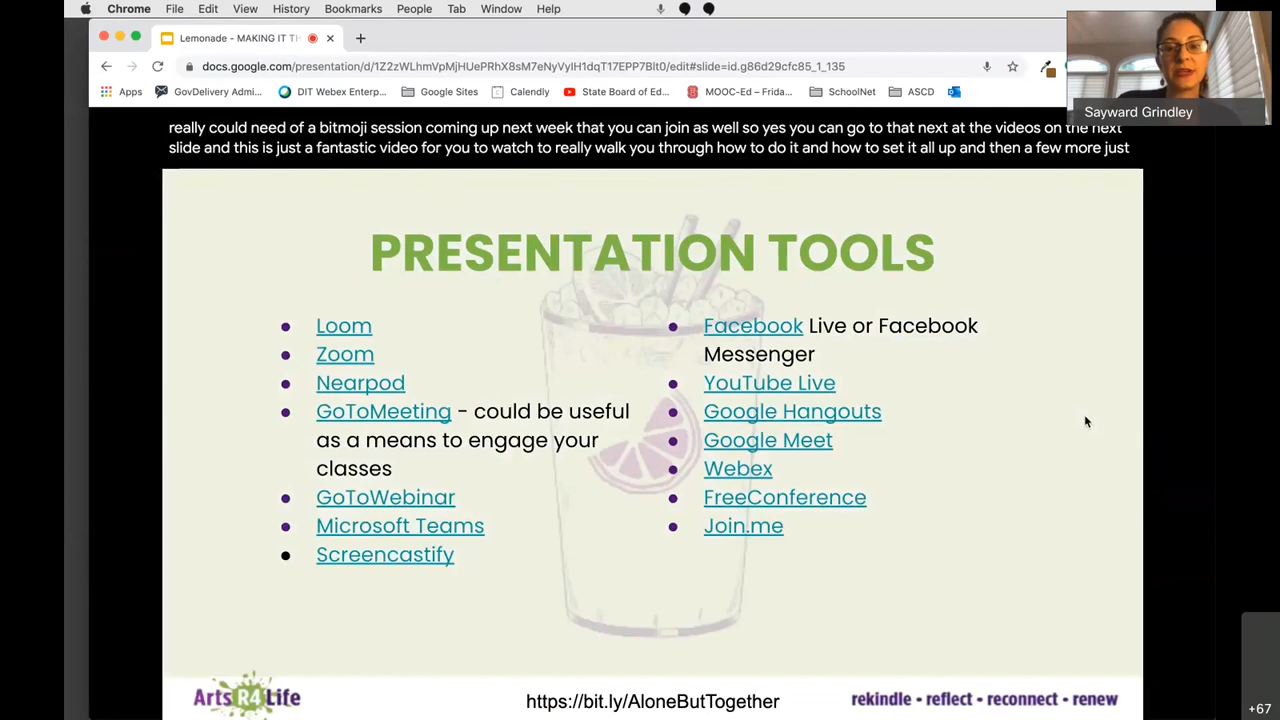 Chrome File Edit View History Bookmarks People Tab Window Help
Lemonade - MAKING IT T
docs.google.com/presentation/d/1Z2zWLhmVpMjHUePRhX8sM7eNyVyIH1dqT17EPP7Blt0/edit#slide=id.g86d29cfc85_1_135
Apps GovDelivery Admi... DIT Webex Enterp... Google Sites Calendly State Board of Ed... MOOC-Ed – Frida... SchoolNet ASCD
Sayward Grindley
really could need of a bitmoji session coming up next week that you can join as well so yes you can go to that next at the videos on the next
slide and this is just a fantastic video for you to watch to really walk you through how to do it and how to set it all up and then a few more just
PRESENTATION TOOLS
Loom
Zoom
Nearpod
GoToMeeting - could be useful
as a means to engage your
classes
GoToWebinar
Microsoft Teams
Screencastify
Facebook Live or Facebook
Messenger
YouTube Live
Google Hangouts
Google Meet
Webex
FreeConference
Join.me
Arts R4 Life
https://bit.ly/AloneButTogether
rekindle • reflect • reconnect • renew
+67